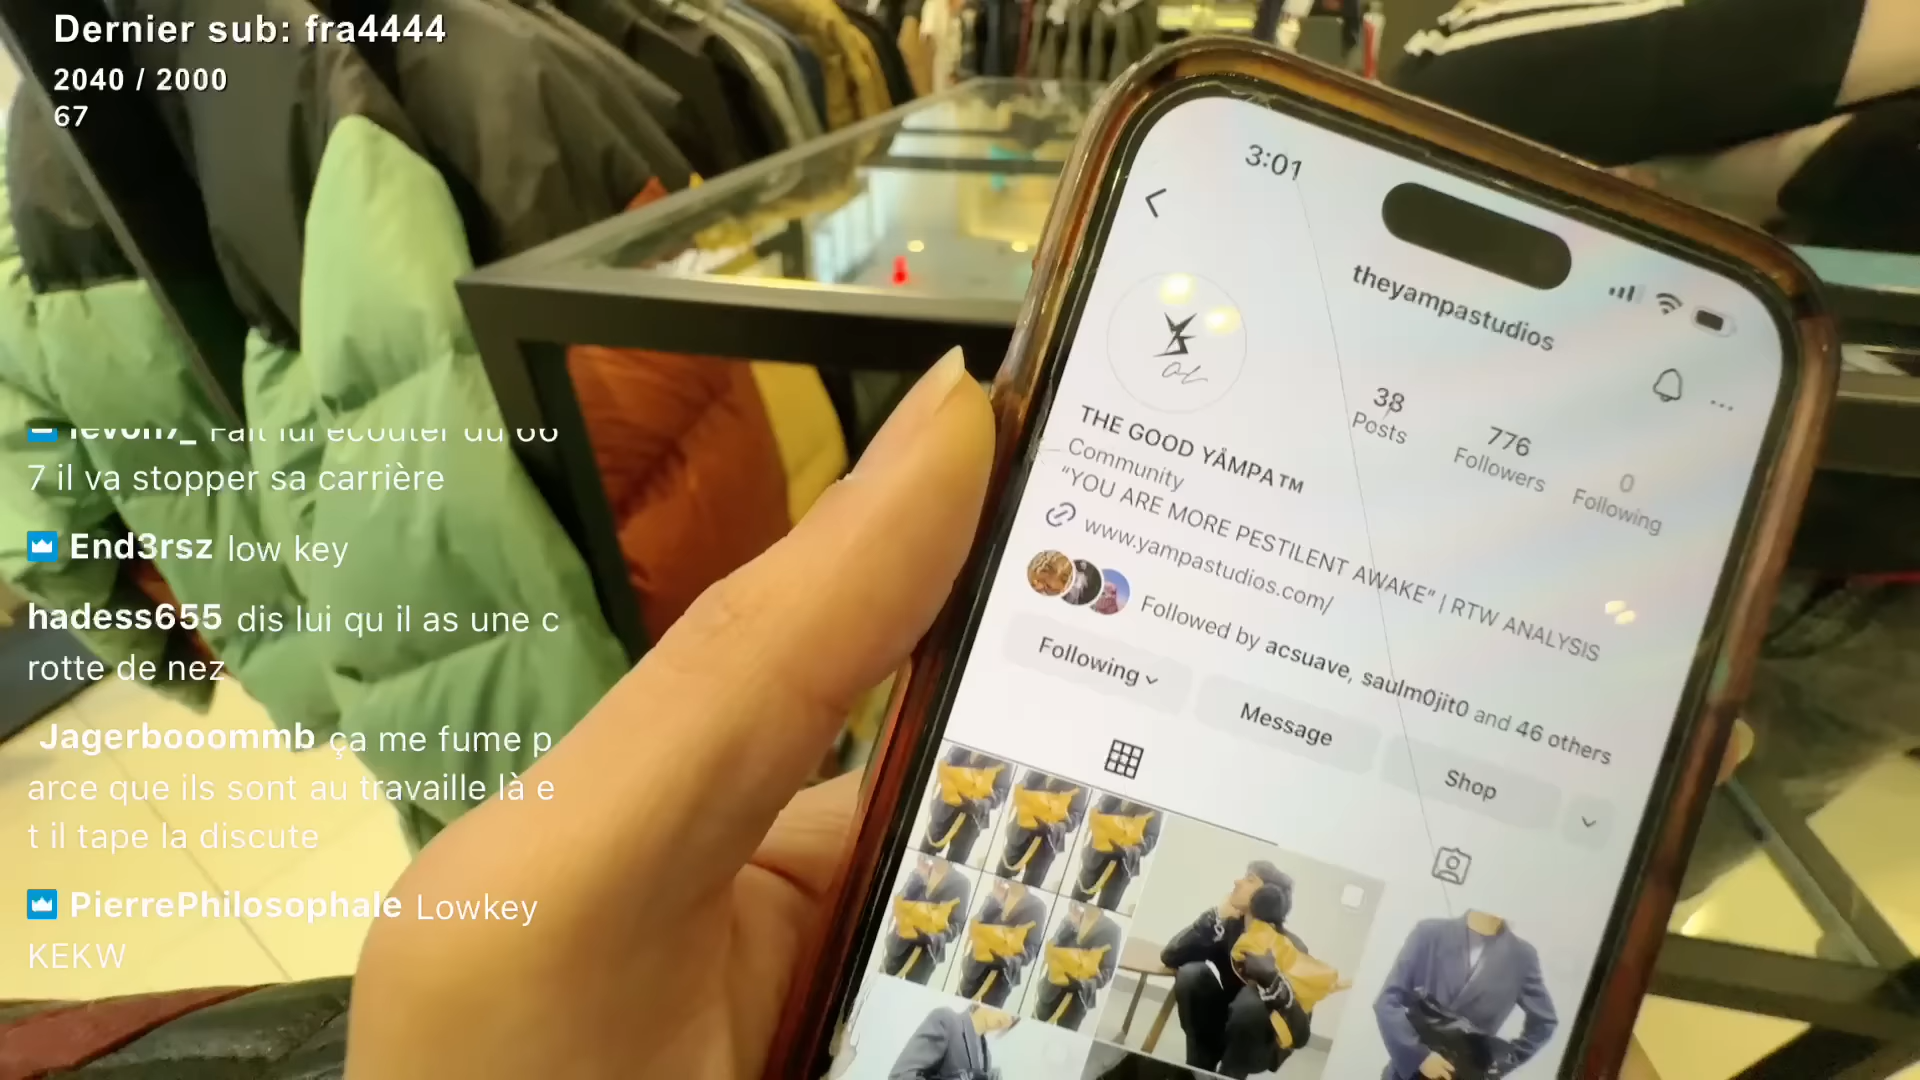 Dernier sub: fra4444
2040 / 2000
67
7 il va stopper sa carrière
End3rsz low key
hadess655 dis lui qu il as une c
rotte de nez
Jagerbooommb ça me fume p
arce que ils sont au travaille là e
t il tape la discute
PierrePhilosophale Lowkey
KEKW
3:01
theyampastudios
38
Posts
776
Followers
0
Following
THE GOOD YÅMPA™
Community
“YOU ARE MORE PESTILENT AWAKE” | RTW ANALYSIS
www.yampastudios.com/
Followed by acsuave, saulm0jit0 and 46 others
Following
Message
Shop